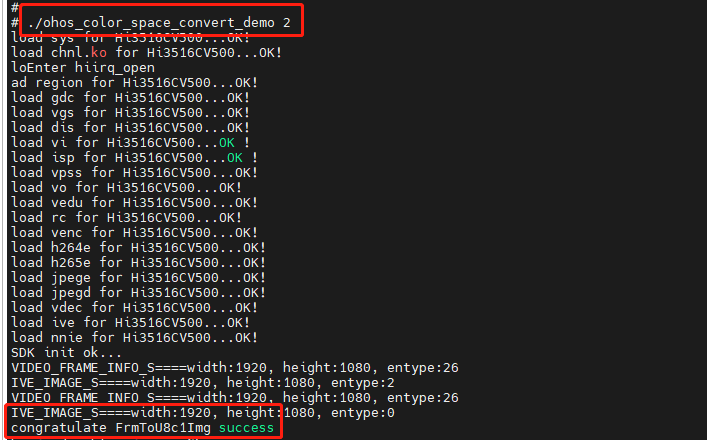 #
# ./ohos_color_space_convert_demo 2
load sys for Hi3516CV500...OK!
load chnl.ko for Hi3516CV500...OK!
loEnter hiirq_open
ad region for Hi3516CV500...OK!
load gdc for Hi3516CV500...OK!
load vgs for Hi3516CV500...OK!
load dis for Hi3516CV500...OK!
load vi for Hi3516CV500...OK !
load isp for Hi3516CV500...OK !
load vpss for Hi3516CV500...OK!
load vo for Hi3516CV500...OK!
load vedu for Hi3516CV500...OK!
load rc for Hi3516CV500...OK!
load venc for Hi3516CV500...OK!
load h264e for Hi3516CV500...OK!
load h265e for Hi3516CV500...OK!
load jpege for Hi3516CV500...OK!
load jpegd for Hi3516CV500...OK!
load vdec for Hi3516CV500...OK!
load ive for Hi3516CV500...OK!
load nnie for Hi3516CV500...OK!
SDK init ok...
VIDEO_FRAME_INFO_S====width:1920, height:1080, entype:26
IVE_IMAGE_S====width:1920, height:1080, entype:2
VIDEO_FRAME_INFO_S====width:1920, height:1080, entype:26
IVE_IMAGE_S====width:1920, height:1080, entype:0
congratulate FrmToU8c1Img success